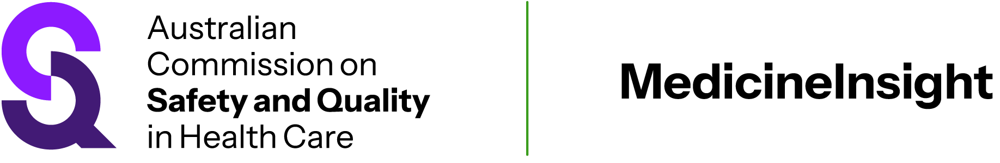 Australian
Commission on
Safety and Quality
in Health Care
MedicineInsight